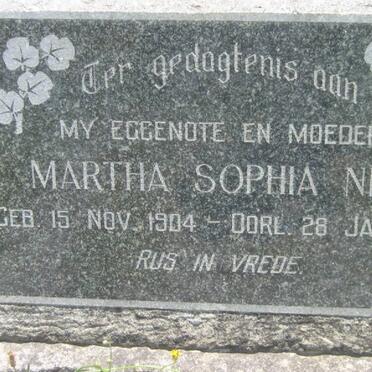 Ter gedagtenis aan
MY EGGENOTE EN MOEDER
MARTHA SOPHIA
GEB. 15 NOV. 1904 – OORL. 28
RUS IN VREDE.